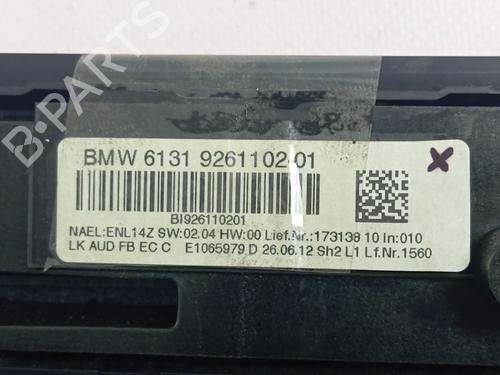 B-PARTS
BMW 6131 9261102-01
BI926110201
NAEL:ENL14Z SW:02.04 HW:00 Lief.Nr.:173138 10 In:010
LK AUD FB EC C E1065979 D 26.06.12 Sh2 L1 Lf.Nr.1560
X